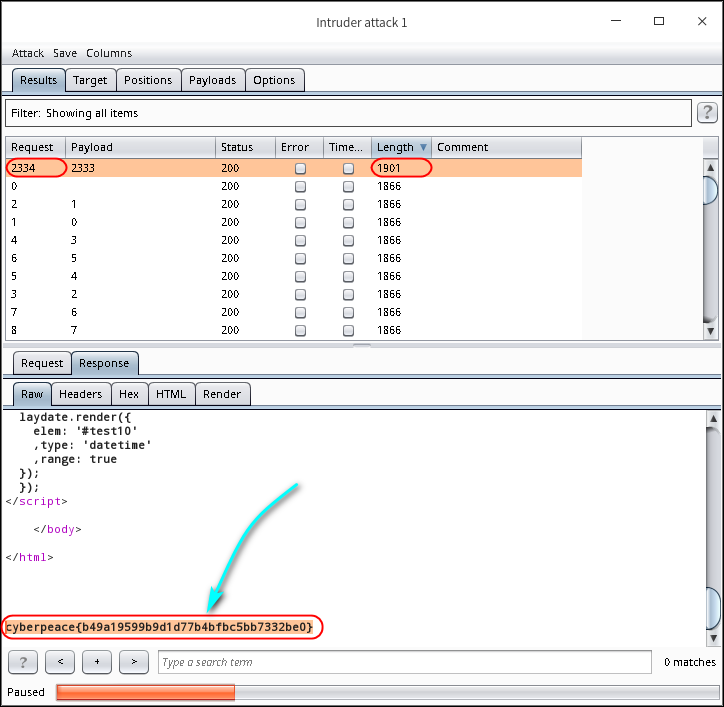 Intruder attack 1
Attack Save Columns
Results Target Positions Payloads Options
Filter: Showing all items ?
Request Payload Status Error Time... Length ▼ Comment
2334 2333 200 1901
0 200 1866
2 1 200 1866
1 0 200 1866
4 3 200 1866
6 5 200 1866
5 4 200 1866
3 2 200 1866
7 6 200 1866
8 7 200 1866
Request Response
Raw Headers Hex HTML Render
laydate.render({
elem: '#test10'
,type: 'datetime'
,range: true
});
});
</script>
</body>
</html>
cyberpeace{b49a19599b9d1d77b4bfbc5bb7332be0}
? < + > Type a search term 0 matches
Paused